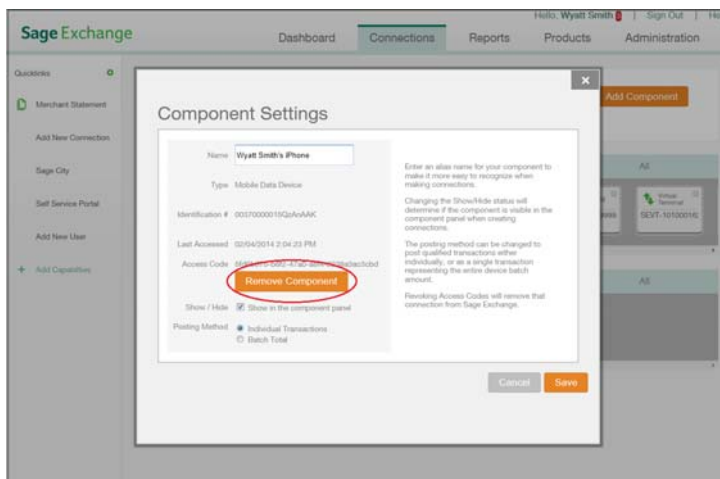 Hello, Wyatt Smith | Sign Out |
Sage Exchange
Dashboard Connections Reports Products Administration
Quicklinks
Merchant Statement
Add New Connection
Sage City
Self Service Portal
Add New User
+ Add Capabilities
Add Component
All
Virtual Terminal
All
×
Component Settings
Name Wyatt Smith's iPhone
Type Mobile Data Device
Identification #
Last Accessed 02/04/2014 2:04:23 PM
Access Code
Remove Component
Show / Hide Show in the component panel
Posting Method Individual Transactions
Batch Total
Enter an alias name for your component to
make it more easy to recognize when
making connections.
Changing the Show/Hide status will
determine if the component is visible in the
component panel when creating
connections.
The posting method can be changed to
post qualified transactions either
individually, or as a single transaction
representing the entire device batch
amount.
Revoking Access Codes will remove that
connection from Sage Exchange.
Cancel Save